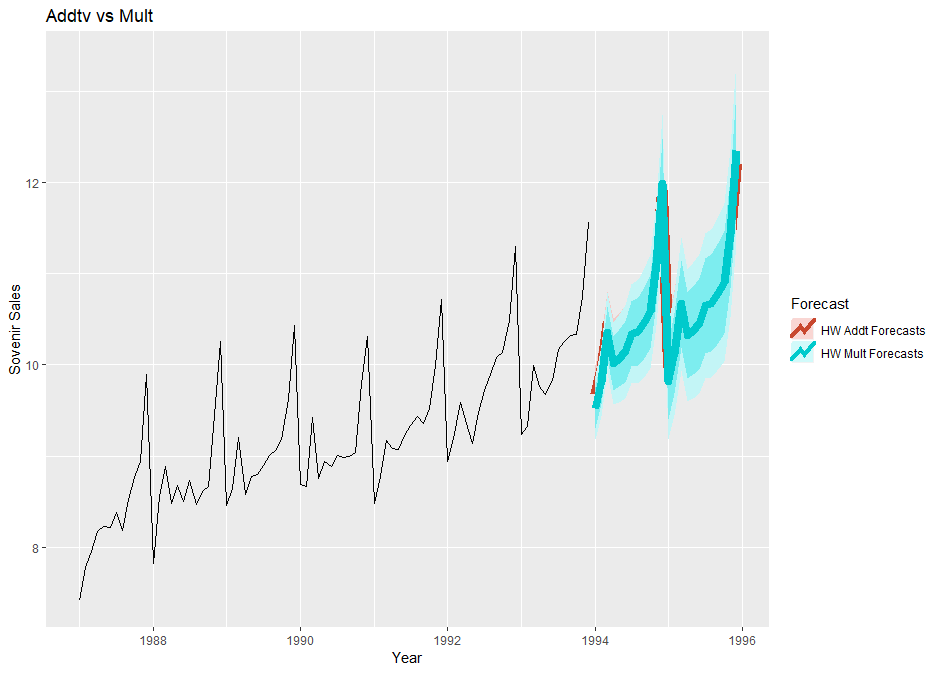 Addtv vs Mult
Sovenir Sales
12
10
8
1988
1990
1992
1994
1996
Year
Forecast
HW Addt Forecasts
HW Mult Forecasts